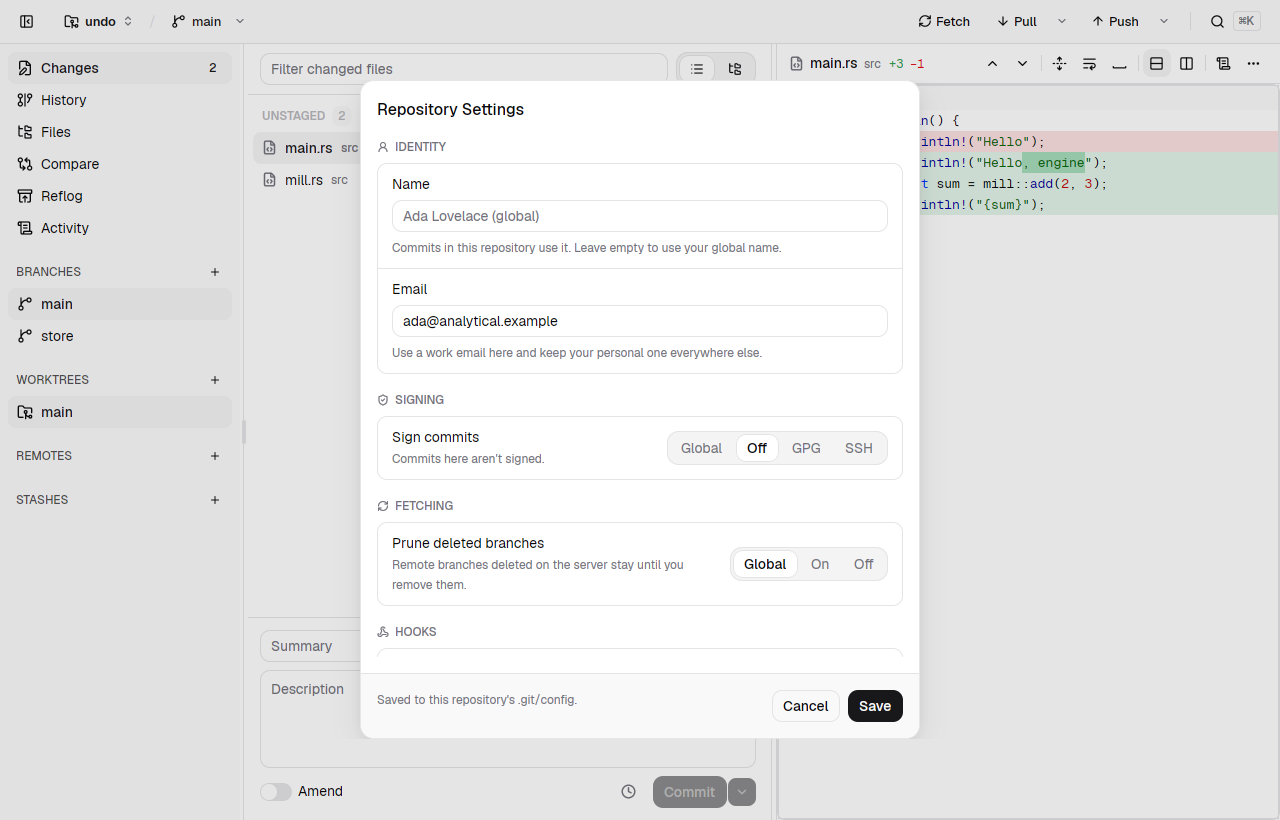 undo
/
main
Fetch
Pull
Push
⌘K
Changes
2
History
Files
Compare
Reflog
Activity
BRANCHES
main
store
WORKTREES
main
REMOTES
STASHES
Filter changed files
UNSTAGED 2
main.rs src
mill.rs src
Summary
Description
Amend
Commit
main.rs src +3 −1
n() {
intln!("Hello");
intln!("Hello, engine");
t sum = mill::add(2, 3);
intln!("{sum}");
Repository Settings
IDENTITY
Name
Ada Lovelace (global)
Commits in this repository use it. Leave empty to use your global name.
Email
ada@analytical.example
Use a work email here and keep your personal one everywhere else.
SIGNING
Sign commits
Commits here aren't signed.
Global Off GPG SSH
FETCHING
Prune deleted branches
Remote branches deleted on the server stay until you
remove them.
Global On Off
HOOKS
Saved to this repository's .git/config.
Cancel
Save